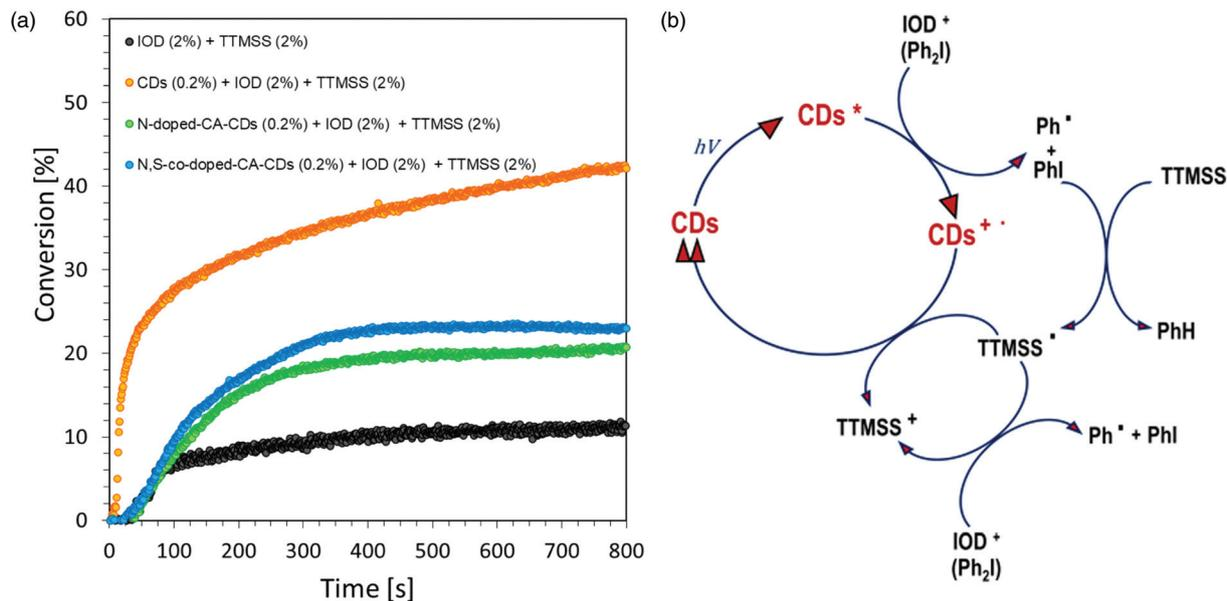 (a)
60
50
40
30
20
10
0
Conversion [%]
IOD (2%) + TTMSS (2%)
CDs (0.2%) + IOD (2%) + TTMSS (2%)
N-doped-CA-CDs (0.2%) + IOD (2%) + TTMSS (2%)
N,S-co-doped-CA-CDs (0.2%) + IOD (2%) + TTMSS (2%)
0 100 200 300 400 500 600 700 800
Time [s]
(b)
IOD +
(Ph2I)
CDs *
hV
Ph ▪
+
PhI
TTMSS
CDs
CDs + ·
TTMSS ▪
PhH
TTMSS +
Ph ▪ + PhI
IOD +
(Ph2I)